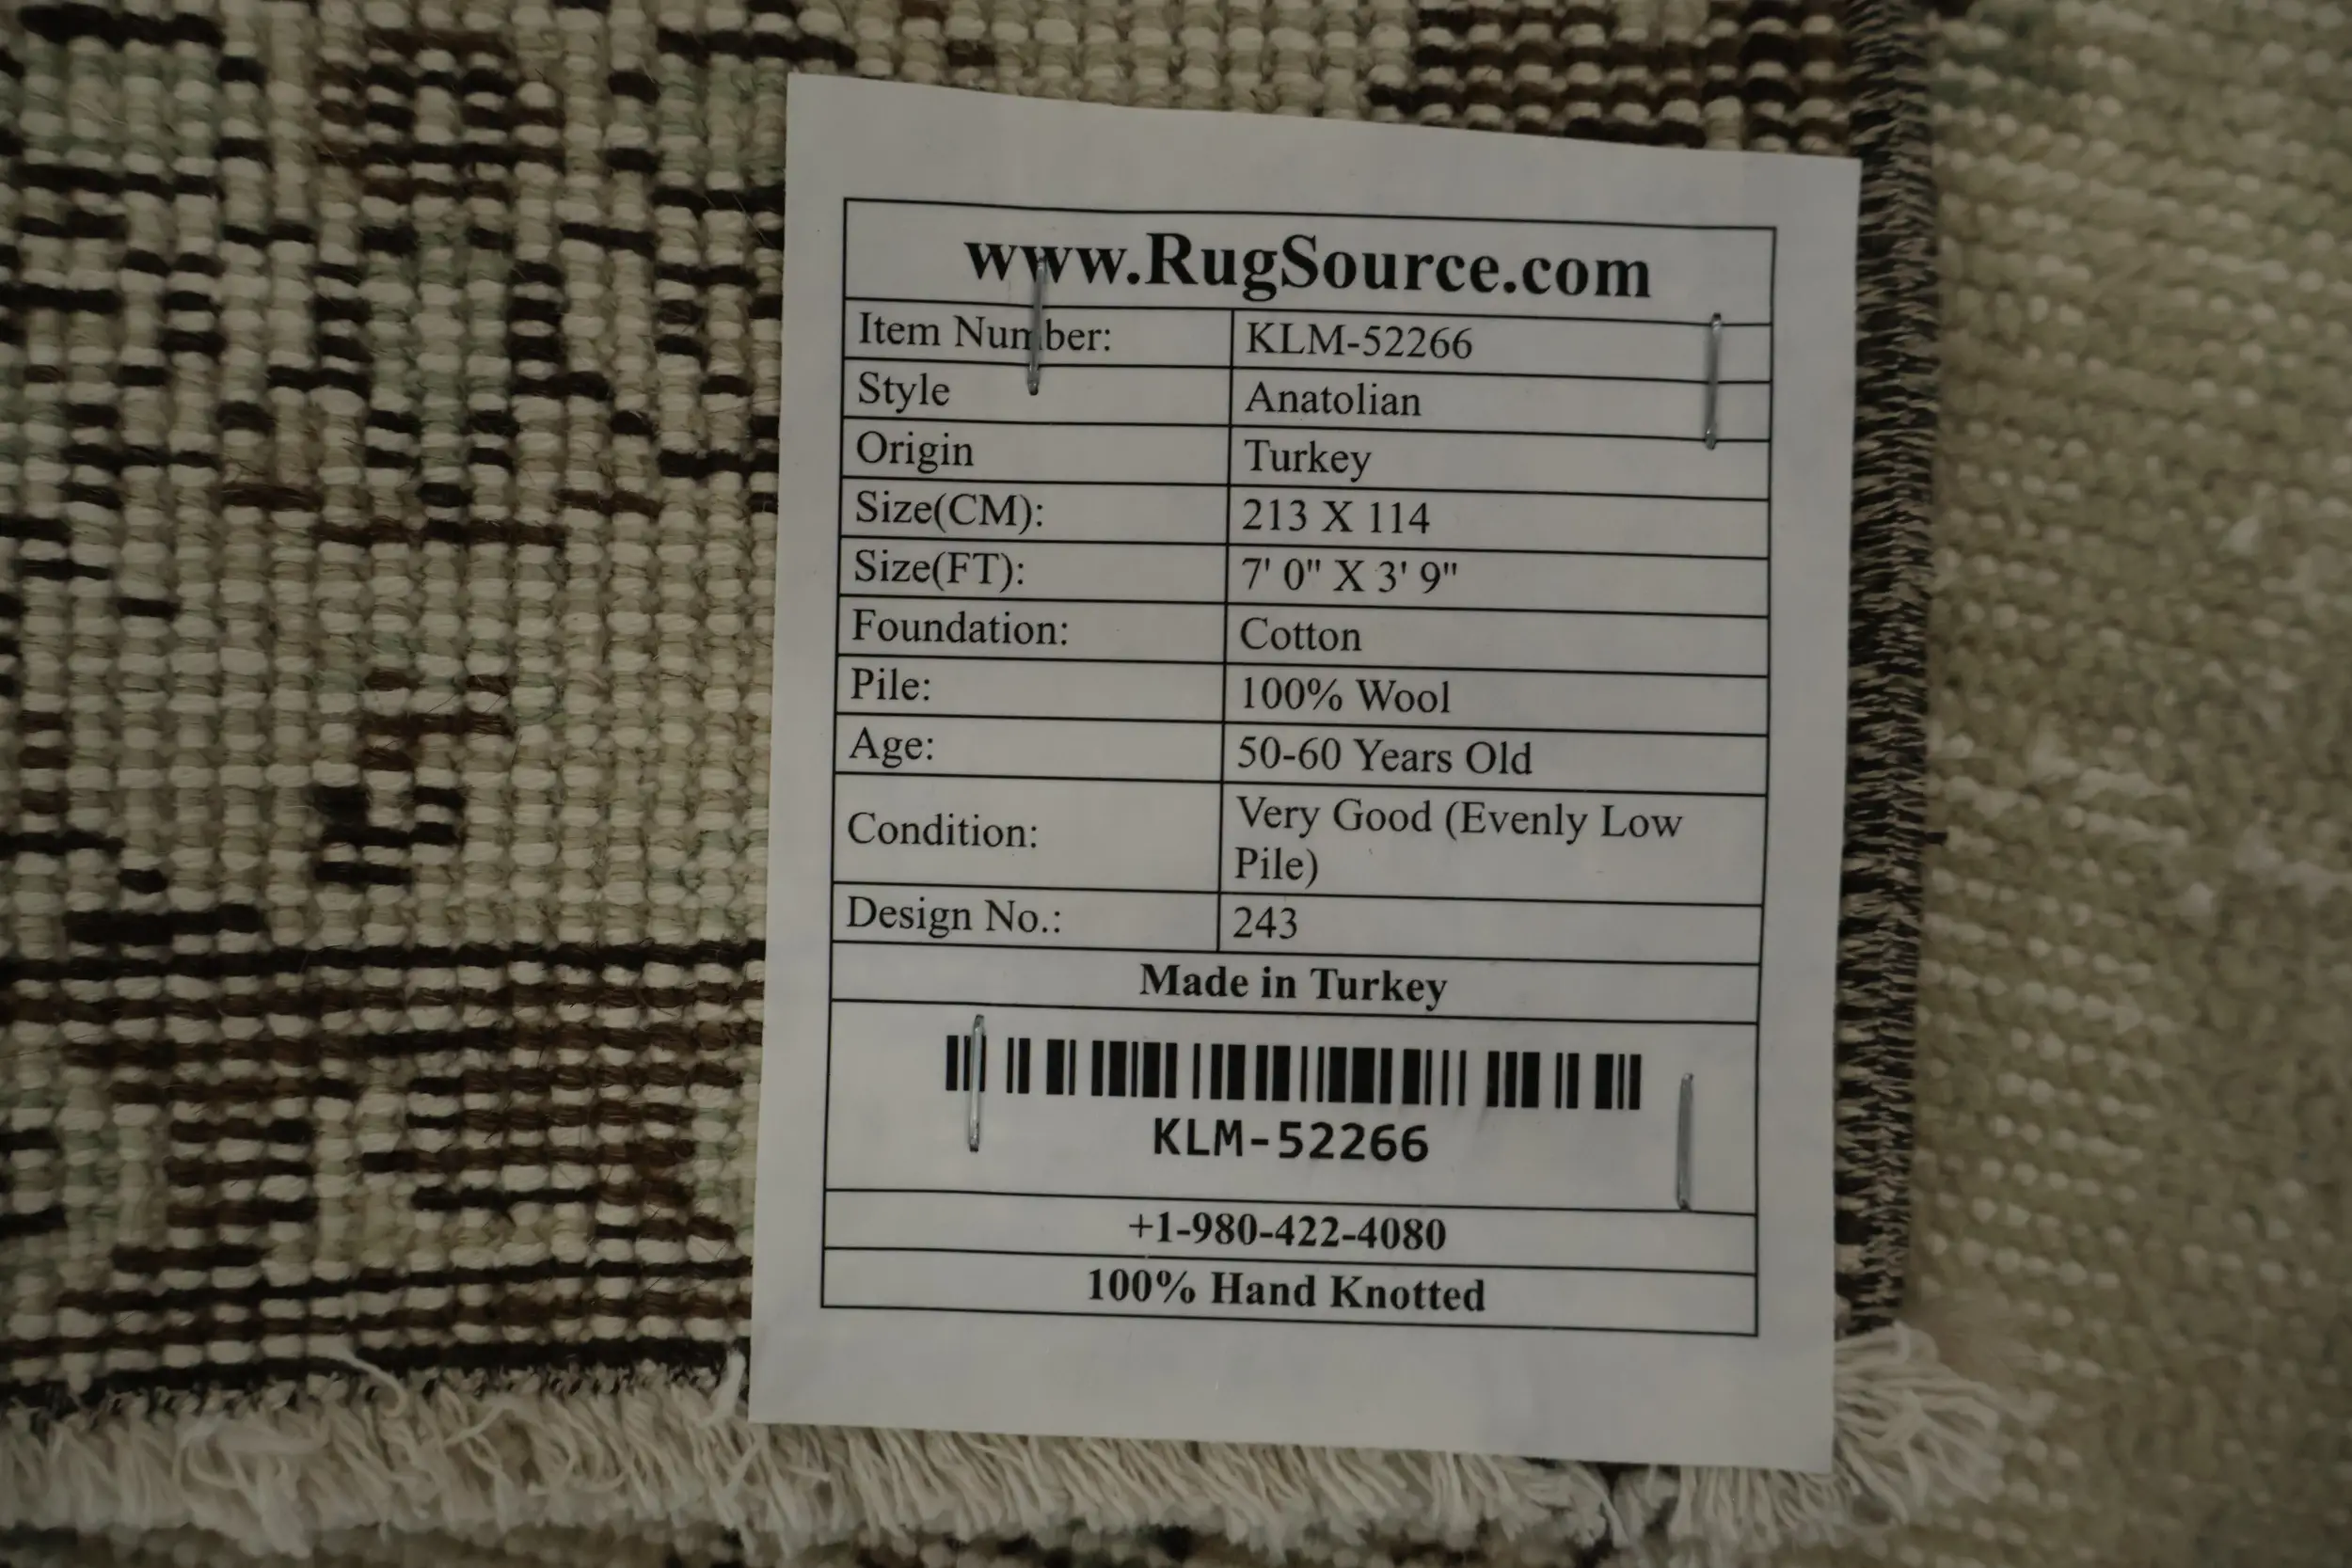 www.RugSource.com
Item Number: KLM-52266
Style Anatolian
Origin Turkey
Size(CM): 213 X 114
Size(FT): 7' 0" X 3' 9"
Foundation: Cotton
Pile: 100% Wool
Age: 50-60 Years Old
Condition: Very Good (Evenly Low
Pile)
Design No.: 243
Made in Turkey
KLM-52266
+1-980-422-4080
100% Hand Knotted